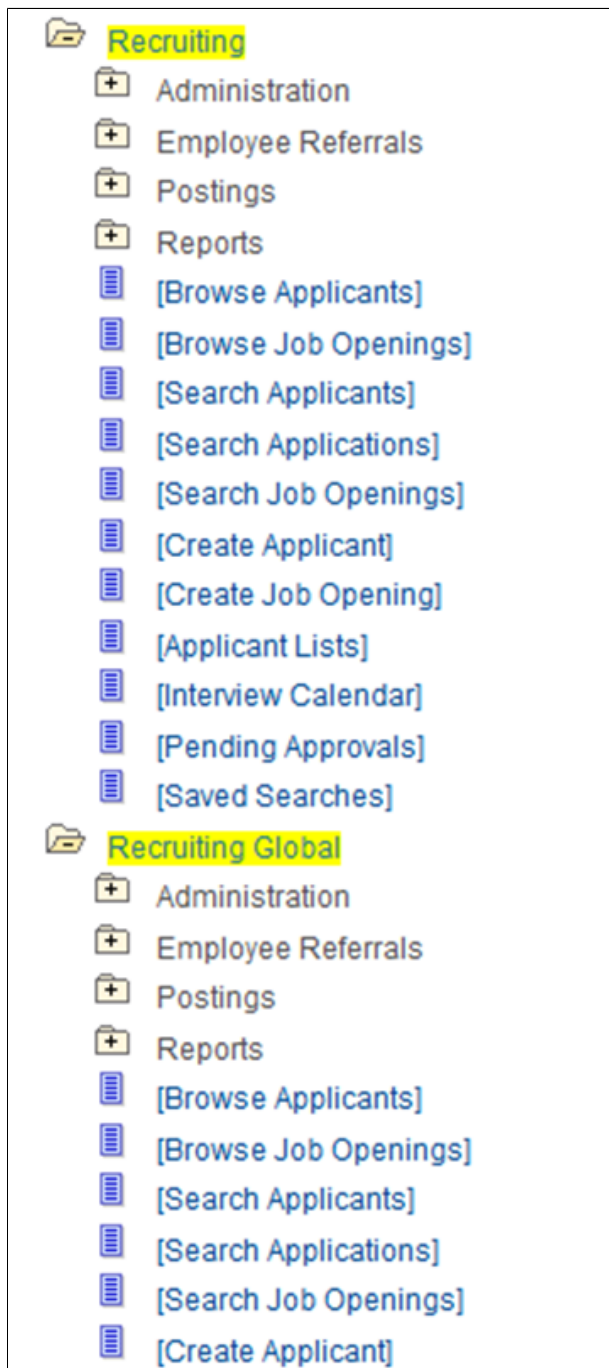 Recruiting
Administration
Employee Referrals
Postings
Reports
[Browse Applicants]
[Browse Job Openings]
[Search Applicants]
[Search Applications]
[Search Job Openings]
[Create Applicant]
[Create Job Opening]
[Applicant Lists]
[Interview Calendar]
[Pending Approvals]
[Saved Searches]
Recruiting Global
Administration
Employee Referrals
Postings
Reports
[Browse Applicants]
[Browse Job Openings]
[Search Applicants]
[Search Applications]
[Search Job Openings]
[Create Applicant]